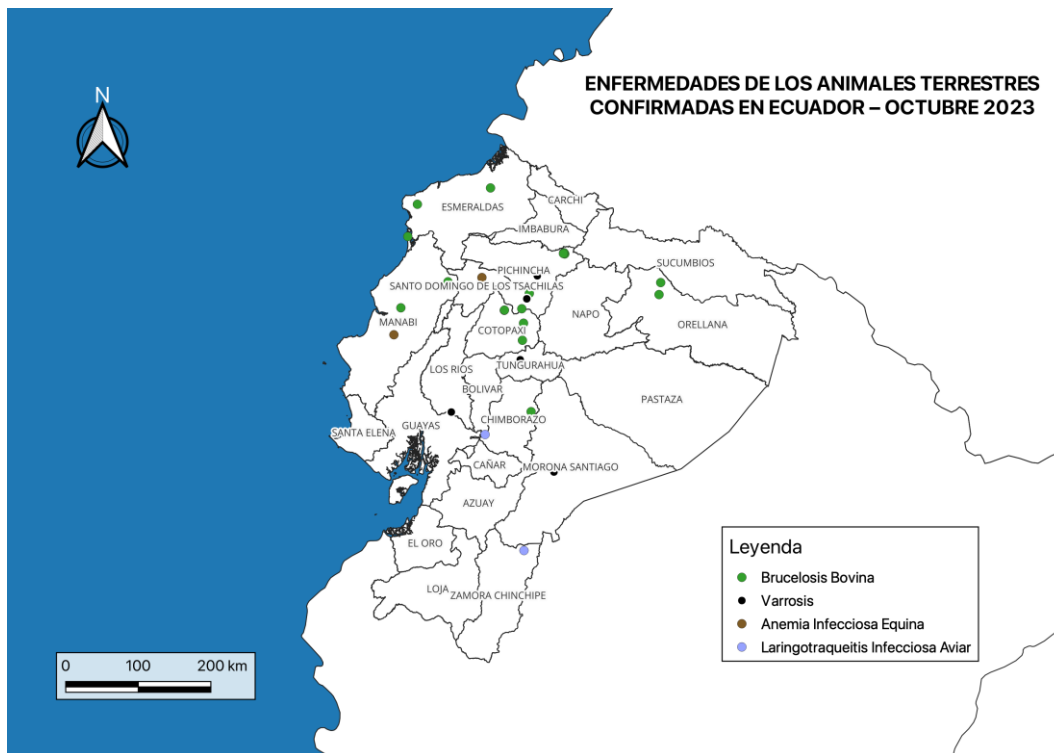 ENFERMEDADES DE LOS ANIMALES TERRESTRES
CONFIRMADAS EN ECUADOR – OCTUBRE 2023
N
CARCHI
ESMERALDAS
IMBABURA
SUCUMBIOS
PICHINCHA
SANTO DOMINGO DE LOS TSACHILAS
NAPO
MANABI
ORELLANA
COTOPAXI
TUNGURAHUA
LOS RIOS
BOLIVAR
PASTAZA
CHIMBORAZO
GUAYAS
SANTA ELENA
CAÑAR
MORONA SANTIAGO
AZUAY
EL ORO
LOJA
ZAMORA CHINCHIPE
Leyenda
Brucelosis Bovina
Varrosis
Anemia Infecciosa Equina
Laringotraqueitis Infecciosa Aviar
0 100 200 km